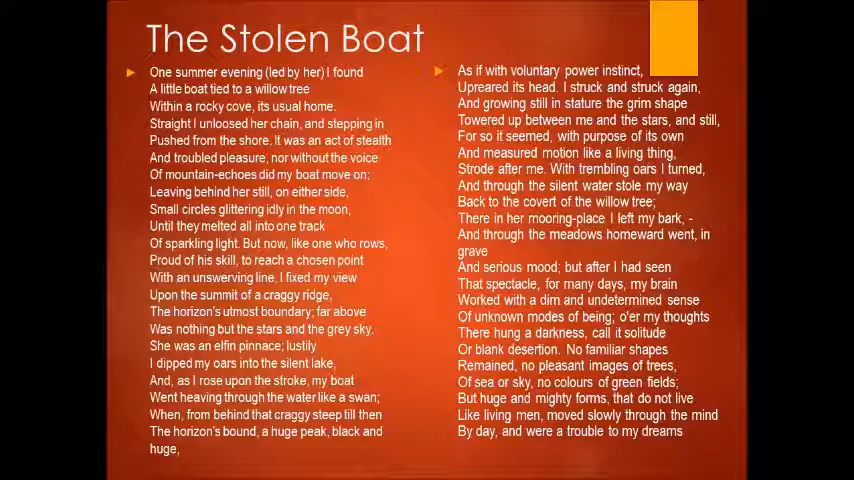 The Stolen Boat
One summer evening (led by her) I found
A little boat tied to a willow tree
Within a rocky cove, its usual home.
Straight I unloosed her chain, and stepping in
Pushed from the shore. It was an act of stealth
And troubled pleasure, nor without the voice
Of mountain-echoes did my boat move on;
Leaving behind her still, on either side,
Small circles glittering idly in the moon,
Until they melted all into one track
Of sparkling light. But now, like one who rows,
Proud of his skill, to reach a chosen point
With an unswerving line, I fixed my view
Upon the summit of a craggy ridge,
The horizon's utmost boundary; far above
Was nothing but the stars and the grey sky.
She was an elfin pinnace; lustily
I dipped my oars into the silent lake,
And, as I rose upon the stroke, my boat
Went heaving through the water like a swan;
When, from behind that craggy steep till then
The horizon's bound, a huge peak, black and
huge,
As if with voluntary power instinct,
Upreared its head. I struck and struck again,
And growing still in stature the grim shape
Towered up between me and the stars, and still,
For so it seemed, with purpose of its own
And measured motion like a living thing,
Strode after me. With trembling oars I turned,
And through the silent water stole my way
Back to the covert of the willow tree;
There in her mooring-place I left my bark, -
And through the meadows homeward went, in
grave
And serious mood; but after I had seen
That spectacle, for many days, my brain
Worked with a dim and undetermined sense
Of unknown modes of being; o'er my thoughts
There hung a darkness, call it solitude
Or blank desertion. No familiar shapes
Remained, no pleasant images of trees,
Of sea or sky, no colours of green fields;
But huge and mighty forms, that do not live
Like living men, moved slowly through the mind
By day, and were a trouble to my dreams